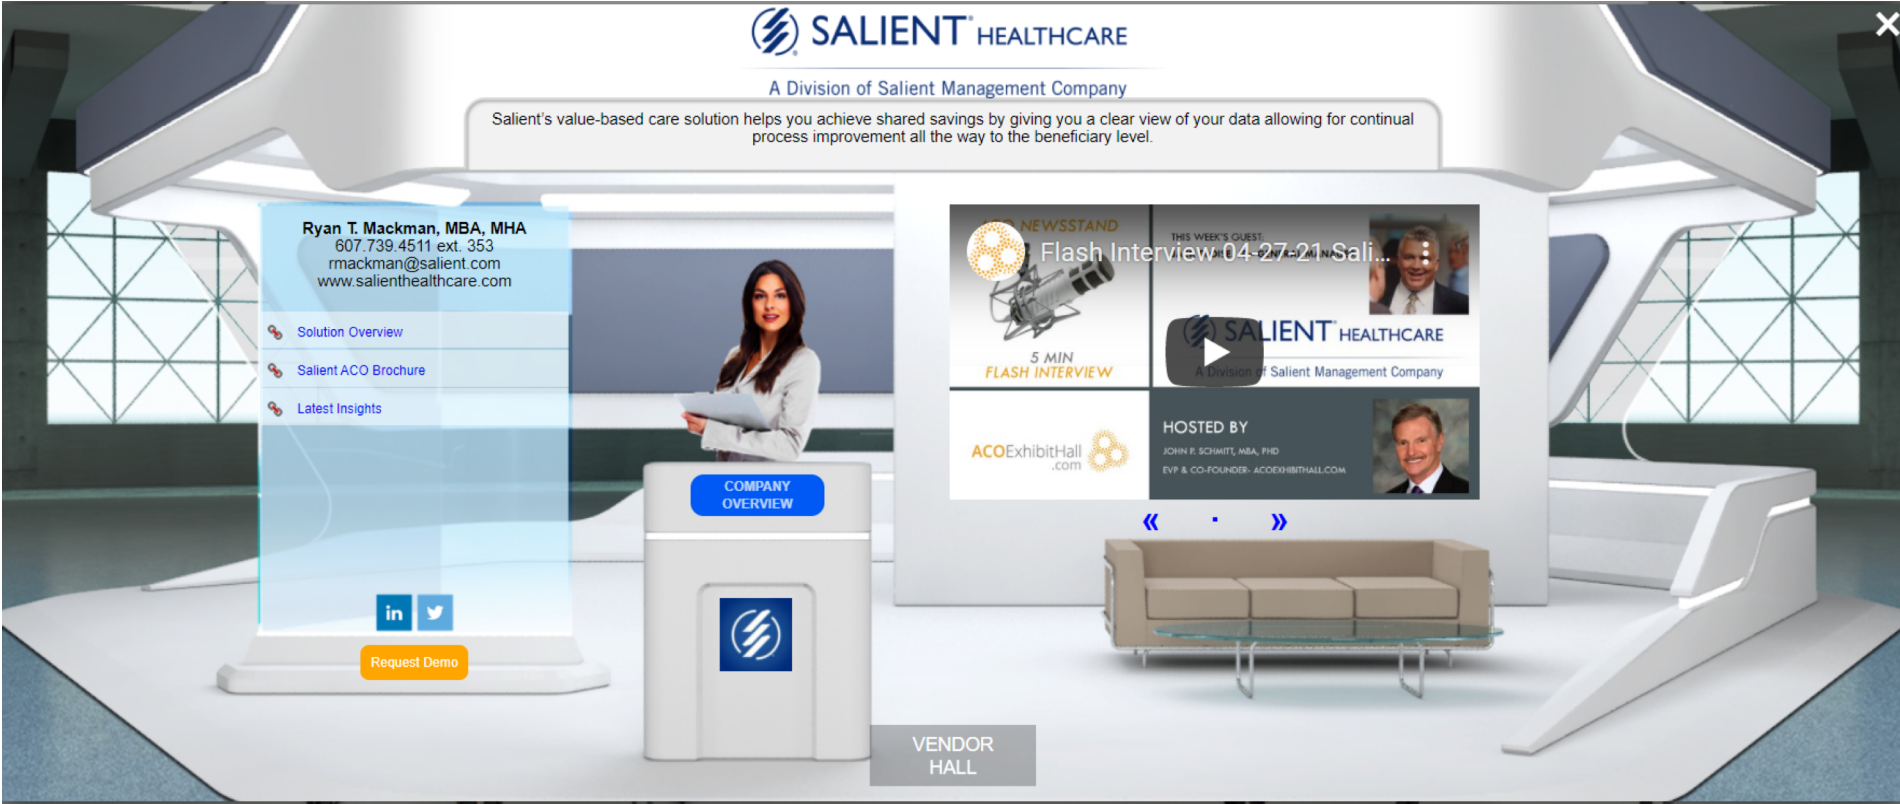 SALIENT® HEALTHCARE
A Division of Salient Management Company
Salient's value-based care solution helps you achieve shared savings by giving you a clear view of your data allowing for continual
process improvement all the way to the beneficiary level.
Ryan T. Mackman, MBA, MHA
607.739.4511 ext. 353
rmackman@salient.com
www.salienthealthcare.com
Solution Overview
Salient ACO Brochure
Latest Insights
in
Request Demo
COMPANY
OVERVIEW
ACO NEWSSTAND
THIS WEEK'S GUEST:
Flash Interview 04-27-21 Sali...
GENERAL MANAGER
5 MIN
FLASH INTERVIEW
SALIENT® HEALTHCARE
A Division of Salient Management Company
ACOExhibitHall
.com
HOSTED BY
JOHN P. SCHMITT, MBA, PHD
EVP & CO-FOUNDER- ACOEXHIBITHALL.COM
« · »
VENDOR
HALL